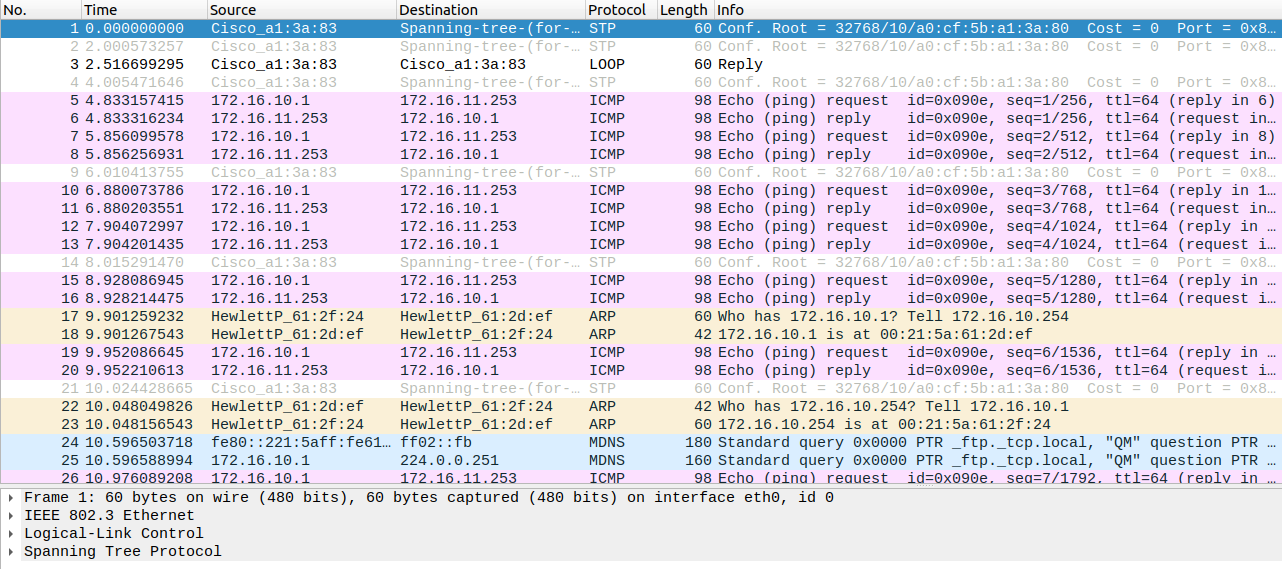 No. Time Source Destination Protocol Length Info
1 0.000000000 Cisco_a1:3a:83 Spanning-tree-(for-… STP 60 Conf. Root = 32768/10/a0:cf:5b:a1:3a:80 Cost = 0 Port = 0x8…
2 2.000573257 Cisco_a1:3a:83 Spanning-tree-(for-… STP 60 Conf. Root = 32768/10/a0:cf:5b:a1:3a:80 Cost = 0 Port = 0x8…
3 2.516699295 Cisco_a1:3a:83 Cisco_a1:3a:83 LOOP 60 Reply
4 4.005471646 Cisco_a1:3a:83 Spanning-tree-(for-… STP 60 Conf. Root = 32768/10/a0:cf:5b:a1:3a:80 Cost = 0 Port = 0x8…
5 4.833157415 172.16.10.1 172.16.11.253 ICMP 98 Echo (ping) request id=0x090e, seq=1/256, ttl=64 (reply in 6)
6 4.833316234 172.16.11.253 172.16.10.1 ICMP 98 Echo (ping) reply id=0x090e, seq=1/256, ttl=64 (request in…
7 5.856099578 172.16.10.1 172.16.11.253 ICMP 98 Echo (ping) request id=0x090e, seq=2/512, ttl=64 (reply in 8)
8 5.856256931 172.16.11.253 172.16.10.1 ICMP 98 Echo (ping) reply id=0x090e, seq=2/512, ttl=64 (request in…
9 6.010413755 Cisco_a1:3a:83 Spanning-tree-(for-… STP 60 Conf. Root = 32768/10/a0:cf:5b:a1:3a:80 Cost = 0 Port = 0x8…
10 6.880073786 172.16.10.1 172.16.11.253 ICMP 98 Echo (ping) request id=0x090e, seq=3/768, ttl=64 (reply in 1…
11 6.880203551 172.16.11.253 172.16.10.1 ICMP 98 Echo (ping) reply id=0x090e, seq=3/768, ttl=64 (request in…
12 7.904072997 172.16.10.1 172.16.11.253 ICMP 98 Echo (ping) request id=0x090e, seq=4/1024, ttl=64 (reply in …
13 7.904201435 172.16.11.253 172.16.10.1 ICMP 98 Echo (ping) reply id=0x090e, seq=4/1024, ttl=64 (request i…
14 8.015291470 Cisco_a1:3a:83 Spanning-tree-(for-… STP 60 Conf. Root = 32768/10/a0:cf:5b:a1:3a:80 Cost = 0 Port = 0x8…
15 8.928096945 172.16.10.1 172.16.11.253 ICMP 98 Echo (ping) request id=0x090e, seq=5/1280, ttl=64 (reply in …
16 8.928214475 172.16.11.253 172.16.10.1 ICMP 98 Echo (ping) reply id=0x090e, seq=5/1280, ttl=64 (request i…
17 9.901259232 HewlettP_61:2f:24 HewlettP_61:2d:ef ARP 60 Who has 172.16.10.1? Tell 172.16.10.254
18 9.901267543 HewlettP_61:2d:ef HewlettP_61:2f:24 ARP 42 172.16.10.1 is at 00:21:5a:61:2d:ef
19 9.952086645 172.16.10.1 172.16.11.253 ICMP 98 Echo (ping) request id=0x090e, seq=6/1536, ttl=64 (reply in …
20 9.952210613 172.16.11.253 172.16.10.1 ICMP 98 Echo (ping) reply id=0x090e, seq=6/1536, ttl=64 (request i…
21 10.024428665 Cisco_a1:3a:83 Spanning-tree-(for-… STP 60 Conf. Root = 32768/10/a0:cf:5b:a1:3a:80 Cost = 0 Port = 0x8…
22 10.048049826 HewlettP_61:2d:ef HewlettP_61:2f:24 ARP 42 Who has 172.16.10.254? Tell 172.16.10.1
23 10.048156543 HewlettP_61:2f:24 HewlettP_61:2d:ef ARP 60 172.16.10.254 is at 00:21:5a:61:2f:24
24 10.596503718 fe80::221:5aff:fe61… ff02::fb MDNS 180 Standard query 0x0000 PTR _ftp._tcp.local, "QM" question PTR …
25 10.596588994 172.16.10.1 224.0.0.251 MDNS 160 Standard query 0x0000 PTR _ftp._tcp.local, "QM" question PTR …
26 10.976089208 172.16.10.1 172.16.11.253 ICMP 98 Echo (ping) request id=0x090e, seq=7/1792, ttl=64 (reply in …
Frame 1: 60 bytes on wire (480 bits), 60 bytes captured (480 bits) on interface eth0, id 0
IEEE 802.3 Ethernet
Logical-Link Control
Spanning Tree Protocol